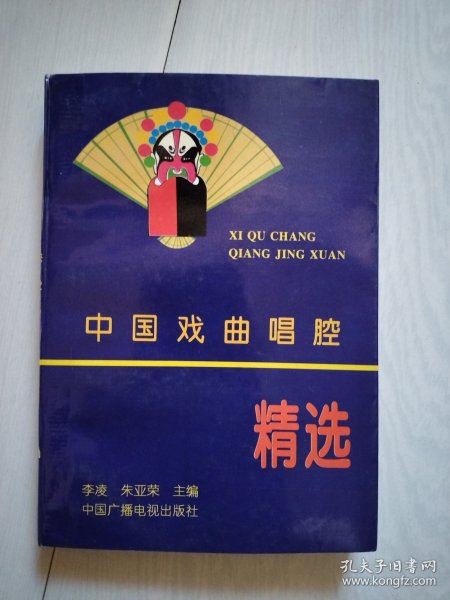 XI QU CHANG
QIANG JING XUAN
中国戏曲唱腔
精选
李凌 朱亚荣 主编
中国广播电视出版社
孔夫子旧书网
www.kongfz.com